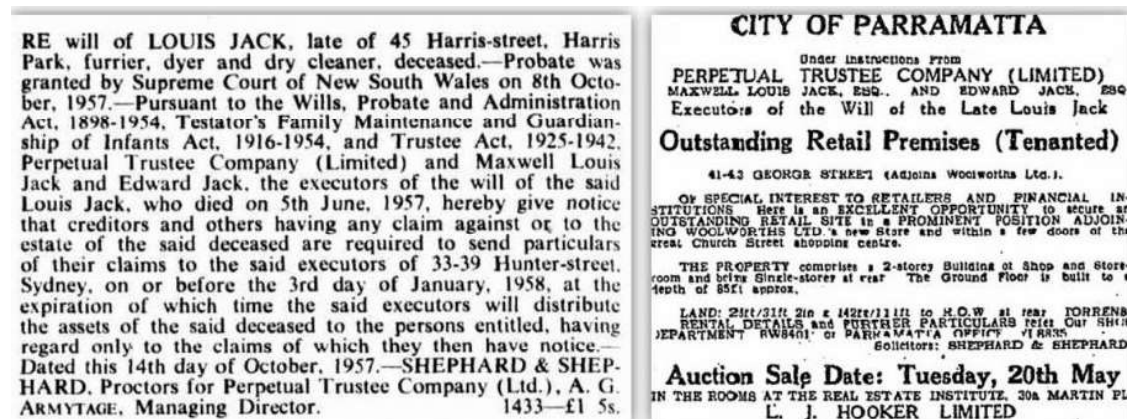 RE will of LOUIS JACK, late of 45 Harris-street, Harris
Park, furrier, dyer and dry cleaner, deceased.—Probate was
granted by Supreme Court of New South Wales on 8th Octo-
ber, 1957.—Pursuant to the Wills, Probate and Administration
Act, 1898-1954, Testator's Family Maintenance and Guardian-
ship of Infants Act, 1916-1954, and Trustee Act, 1925-1942,
Perpetual Trustee Company (Limited) and Maxwell Louis
Jack and Edward Jack, the executors of the will of the said
Louis Jack, who died on 5th June, 1957, hereby give notice
that creditors and others having any claim against or to the
estate of the said deceased are required to send particulars
of their claims to the said executors of 33-39 Hunter-street,
Sydney, on or before the 3rd day of January, 1958, at the
expiration of which time the said executors will distribute
the assets of the said deceased to the persons entitled, having
regard only to the claims of which they then have notice.—
Dated this 14th day of October, 1957.—SHEPHARD & SHEP-
HARD, Proctors for Perpetual Trustee Company (Ltd.), A. G.
ARMYTAGE, Managing Director. 1433—£1 5s.
CITY OF PARRAMATTA
Under Instructions From
PERPETUAL TRUSTEE COMPANY (LIMITED)
MAXWELL LOUIS JACK, ESQ., AND EDWARD JACK, ESQ
Executors of the Will of the Late Louis Jack
Outstanding Retail Premises (Tenanted)
41-43 GEORGE STREET (Adjoins Woolworths Ltd.).
OF SPECIAL INTEREST TO RETAILERS AND FINANCIAL IN-
STITUTIONS Here is an EXCELLENT OPPORTUNITY to secure an
OUTSTANDING RETAIL SITE in a PROMINENT POSITION ADJOIN-
ING WOOLWORTHS LTD.'s new Store and within a few doors of the
great Church Street shopping centre.
THE PROPERTY comprises a 2-storey Building of Shop and Store-
room and being Single-storey at rear The Ground Floor is built to a
depth of 85ft approx.
LAND: 2in x to R.O.W at rear TORRENS
RENTAL DETAILS and FURTHER PARTICULARS refer Our
DEPARTMENT BW8401 or PARRAMATTA OFFICE
Solicitors: SHEPHARD & SHEPHARD
Auction Sale Date: Tuesday, 20th May
IN THE ROOMS AT THE REAL ESTATE INSTITUTE, 30a MARTIN PL
L. J. HOOKER LIMITED